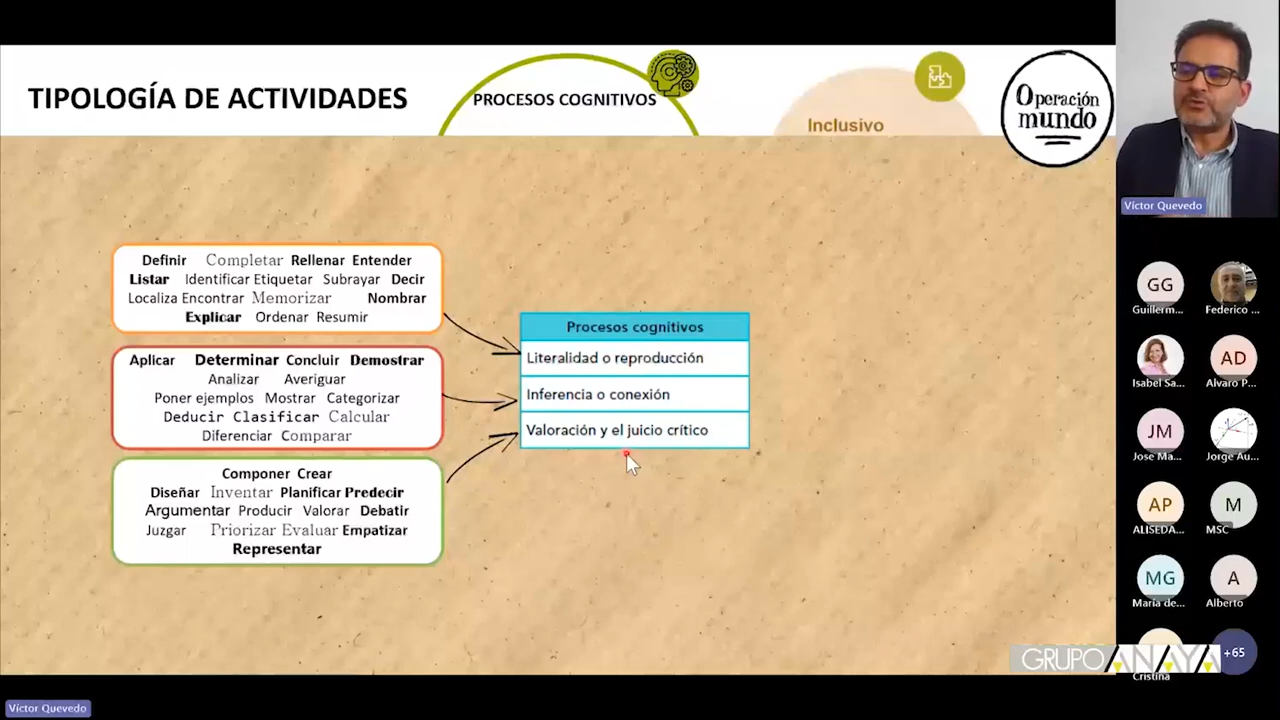 TIPOLOGÍA DE ACTIVIDADES
PROCESOS COGNITIVOS
Inclusivo
Operación
mundo
Definir Completar Rellenar Entender
Listar Identificar Etiquetar Subrayar Decir
Localiza Encontrar Memorizar Nombrar
Explicar Ordenar Resumir
Aplicar Determinar Concluir Demostrar
Analizar Averiguar
Poner ejemplos Mostrar Categorizar
Deducir Clasificar Calcular
Diferenciar Comparar
Componer Crear
Diseñar Inventar Planificar Predecir
Argumentar Producir Valorar Debatir
Juzgar Priorizar Evaluar Empatizar
Representar
Procesos cognitivos
Literalidad o reproducción
Inferencia o conexión
Valoración y el juicio crítico
Víctor Quevedo
GG
Guillerm...
Federico ...
Isabel Sa...
AD
Alvaro P...
JM
Jose Ma...
Jorge Au...
AP
ALISEDA...
M
MSC
MG
María de...
A
Alberto
Cristina
+65
GRUPO ANAYA
Víctor Quevedo